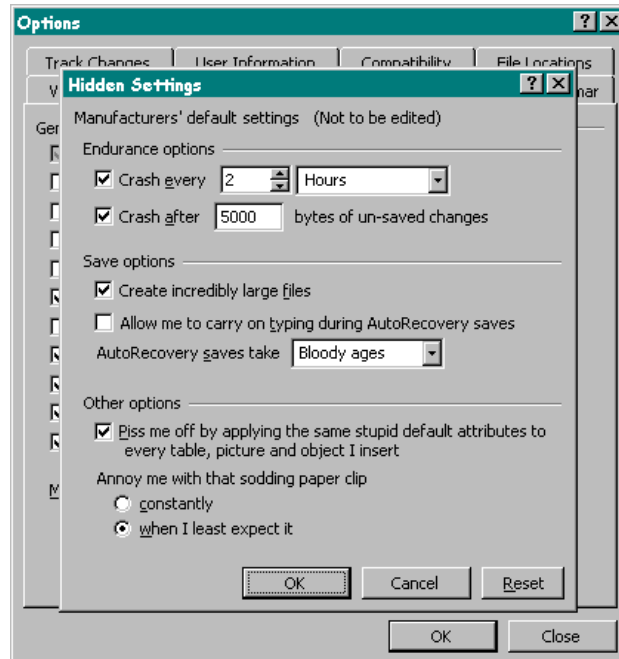 Options
Track Changes User Information Compatibility File Locations
Hidden Settings
Manufacturers' default settings (Not to be edited)
Endurance options
Crash every 2 Hours
Crash after 5000 bytes of un-saved changes
Save options
Create incredibly large files
Allow me to carry on typing during AutoRecovery saves
AutoRecovery saves take Bloody ages
Other options
Piss me off by applying the same stupid default attributes to
every table, picture and object I insert
Annoy me with that sodding paper clip
constantly
when I least expect it
OK Cancel Reset
OK Close